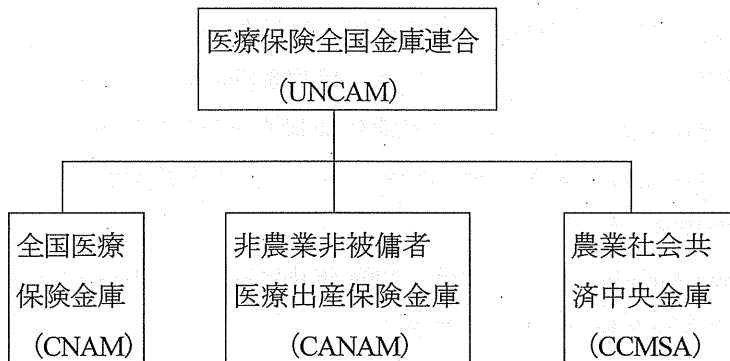 医療保険全国金庫連合
(UNCAM)
全国医療
保険金庫
(CNAM)
非農業非被傭者
医療出産保険金庫
(CANAM)
農業社会共
済中央金庫
(CCMSA)